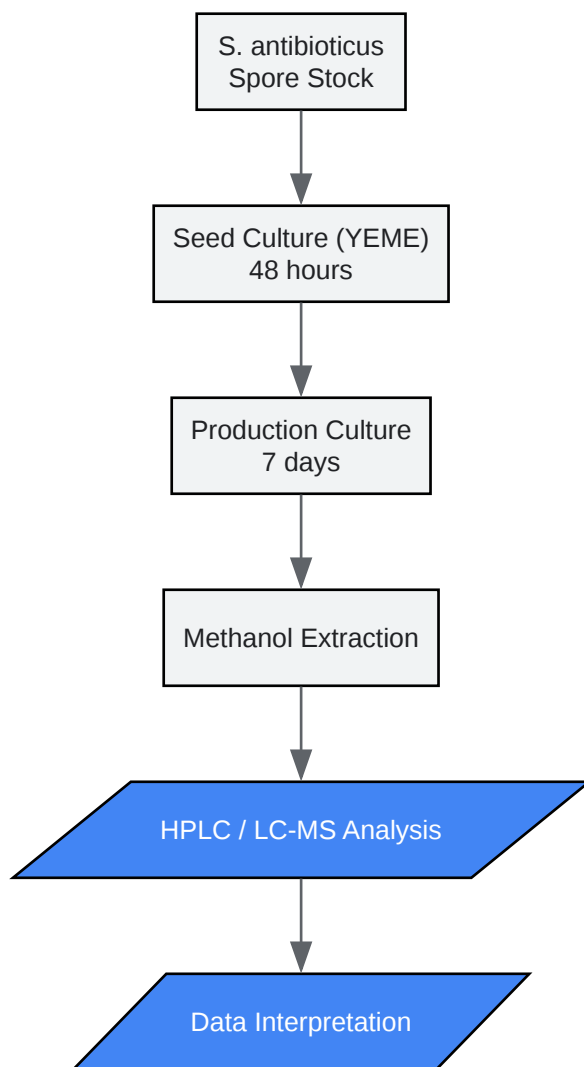 S. antibioticus
Spore Stock
Seed Culture (YEME)
48 hours
Production Culture
7 days
Methanol Extraction
HPLC / LC-MS Analysis
Data Interpretation